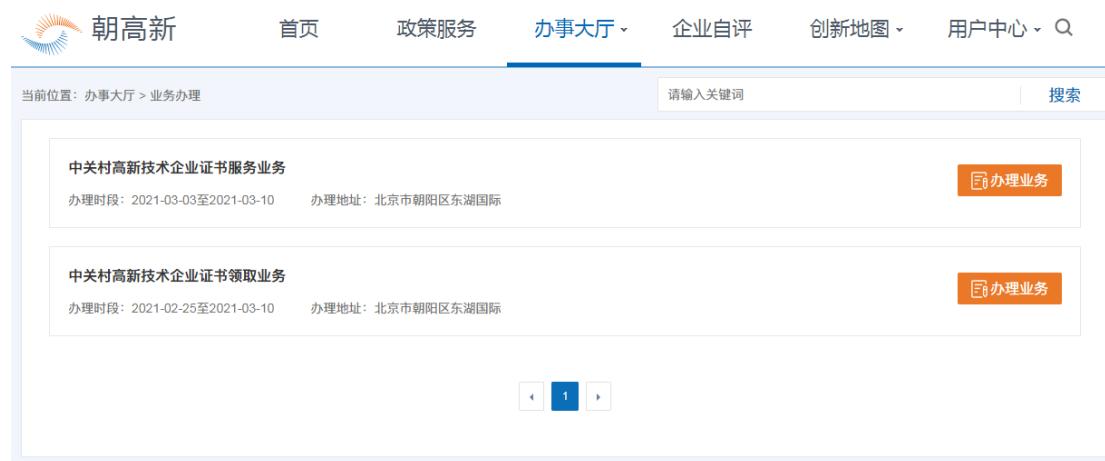 朝高新 首页 政策服务 办事大厅 企业自评 创新地图 用户中心
当前位置：办事大厅 > 业务办理 请输入关键词 搜索
中关村高新技术企业证书服务业务
办理时段：2021-03-03至2021-03-10 办理地址：北京市朝阳区东湖国际
办理业务
中关村高新技术企业证书领取业务
办理时段：2021-02-25至2021-03-10 办理地址：北京市朝阳区东湖国际
办理业务
1